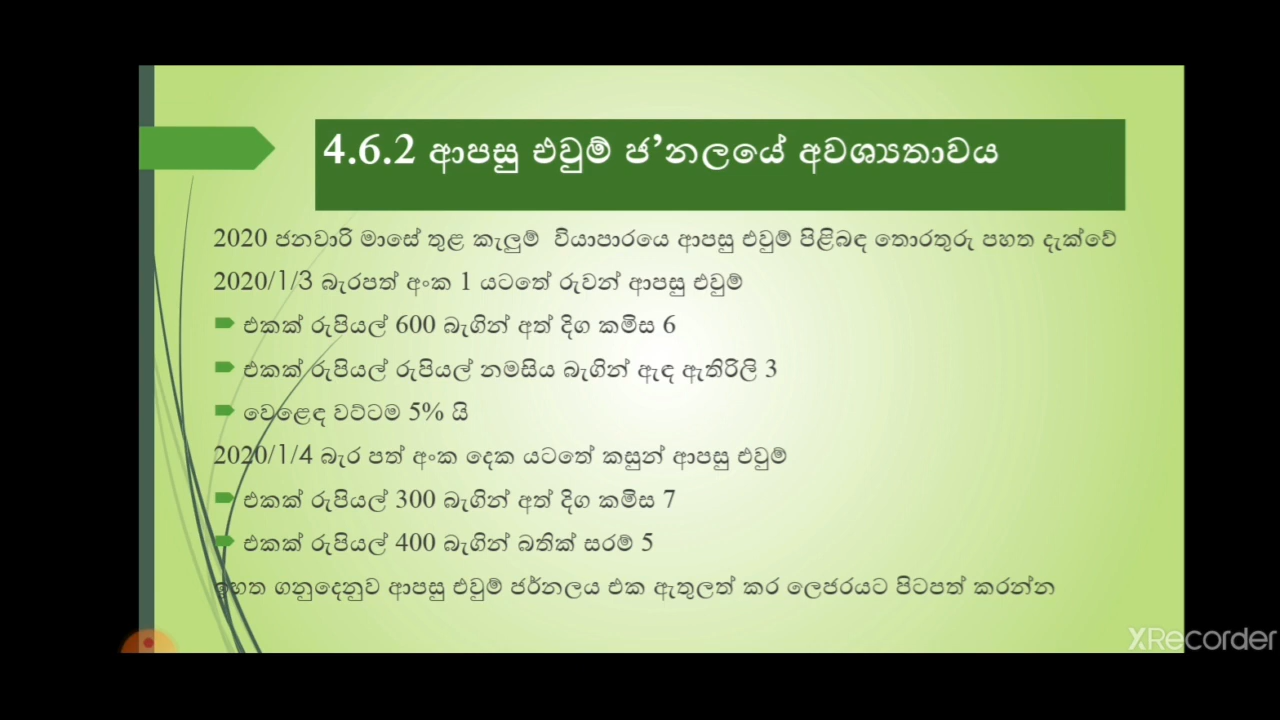 4.6.2 ආපසු එවුම් ජ’නලයේ අවශ්‍යතාවය
2020 ජනවාරි මාසේ තුළ කැලුම් වියාපාරයෙ ආපසු එවුම් පිළිබඳ තොරතුරු පහත දැක්වේ
2020/1/3 බැරපත් අංක 1 යටතේ රුවන් ආපසු එවුම්
එකක් රුපියල් 600 බැගින් අත් දිග කමිස 6
එකක් රුපියල් රුපියල් නමසිය බැගින් ඇඳ ඇතිරිලි 3
වෙළෙඳ වට්ටම 5% යි
2020/1/4 බැර පත් අංක දෙක යටතේ කසුන් ආපසු එවුම්
එකක් රුපියල් 300 බැගින් අත් දිග කමිස 7
එකක් රුපියල් 400 බැගින් බතික් සරම් 5
ඉහත ගනුදෙනුව ආපසු එවුම් ජර්නලය එක ඇතුලත් කර ලෙජරයට පිටපත් කරන්න
XRecorder